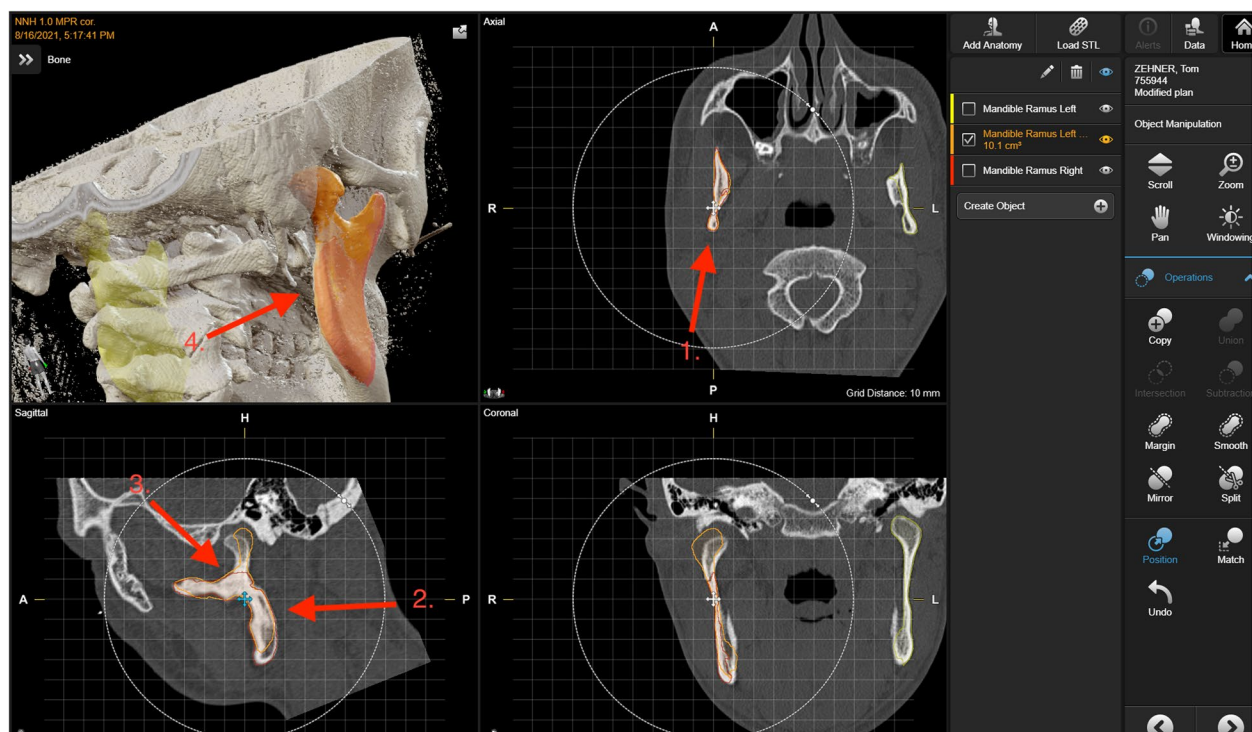 NNH 1.0 MPR cor.
8/16/2021, 5:17:41 PM
Bone
4.
Axial
A
R
L
1.
P
Grid Distance: 10 mm
Sagittal
H
3.
A
P
2.
Coronal
H
R
L
Add Anatomy
Load STL
Mandible Ramus Left
Mandible Ramus Left ...
10.1 cm³
Mandible Ramus Right
Create Object
Alerts
Data
Hom
ZEHNER, Tom
755944
Modified plan
Object Manipulation
Scroll
Zoom
Pan
Windowing
Operations
Copy
Union
Intersection
Subtraction
Margin
Smooth
Mirror
Split
Position
Match
Undo